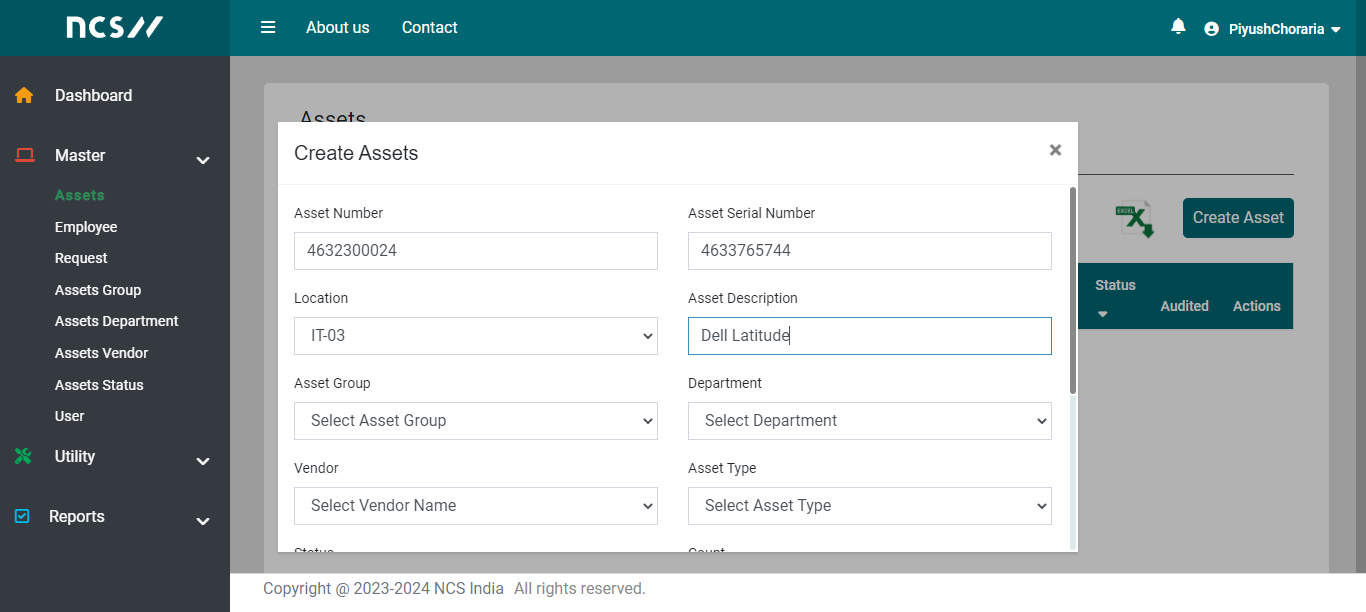 ncs
About us
Contact
PiyushChoraria
Dashboard
Master
Assets
Employee
Request
Assets Group
Assets Department
Assets Vendor
Assets Status
User
Utility
Reports
Assets
Create Assets
×
Asset Number
Asset Serial Number
4632300024
4633765744
Location
Asset Description
IT-03
Dell Latitude
Asset Group
Department
Select Asset Group
Select Department
Vendor
Asset Type
Select Vendor Name
Select Asset Type
Status
Count
EXCEL
X
Create Asset
Status
Audited
Actions
Copyright @ 2023-2024 NCS India All rights reserved.